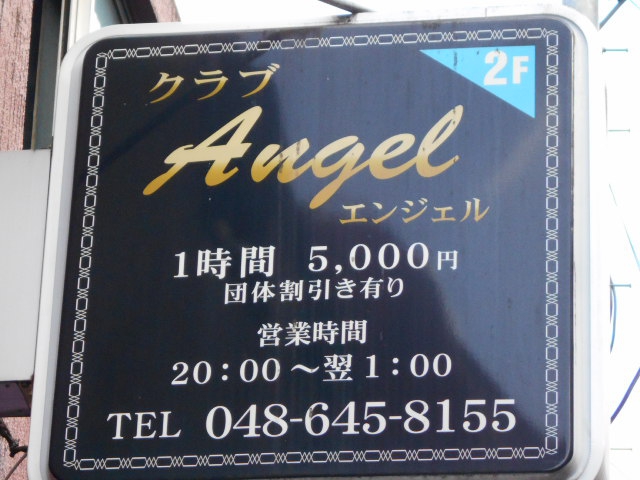 2F
クラブ
Angel
エンジェル
1時間 5,000円
団体割引き有り
営業時間
20:00～翌1:00
TEL 048-645-8155